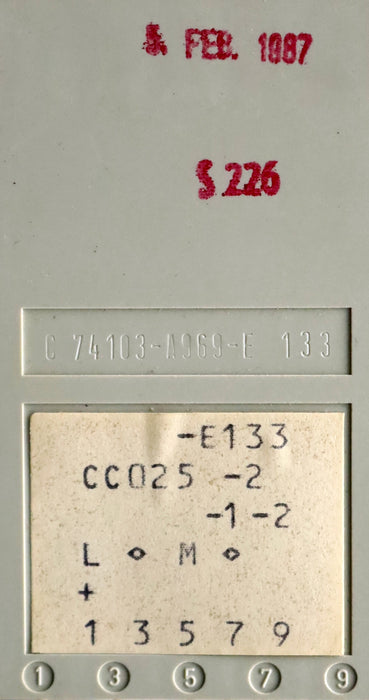 5. FEB. 1987
S 226
C 74103-A969-E 133
-E133
CC025 -2
-1 -2
L ◇ M ◇
+
1 3 5 7 9
1 3 5 7 9